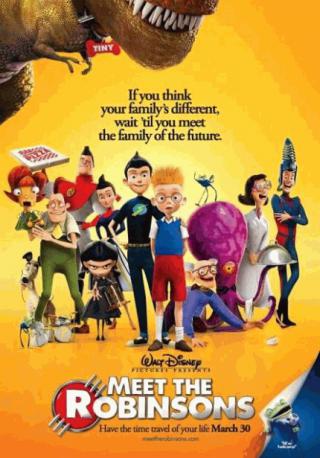 TINY
If you think
your family's different,
wait 'til you meet
the family of the future.
WALT DISNEY
PICTURES PRESENTS
MEET THE
ROBINSONS
Have the time travel of your life March 30
meettherobinsons.com